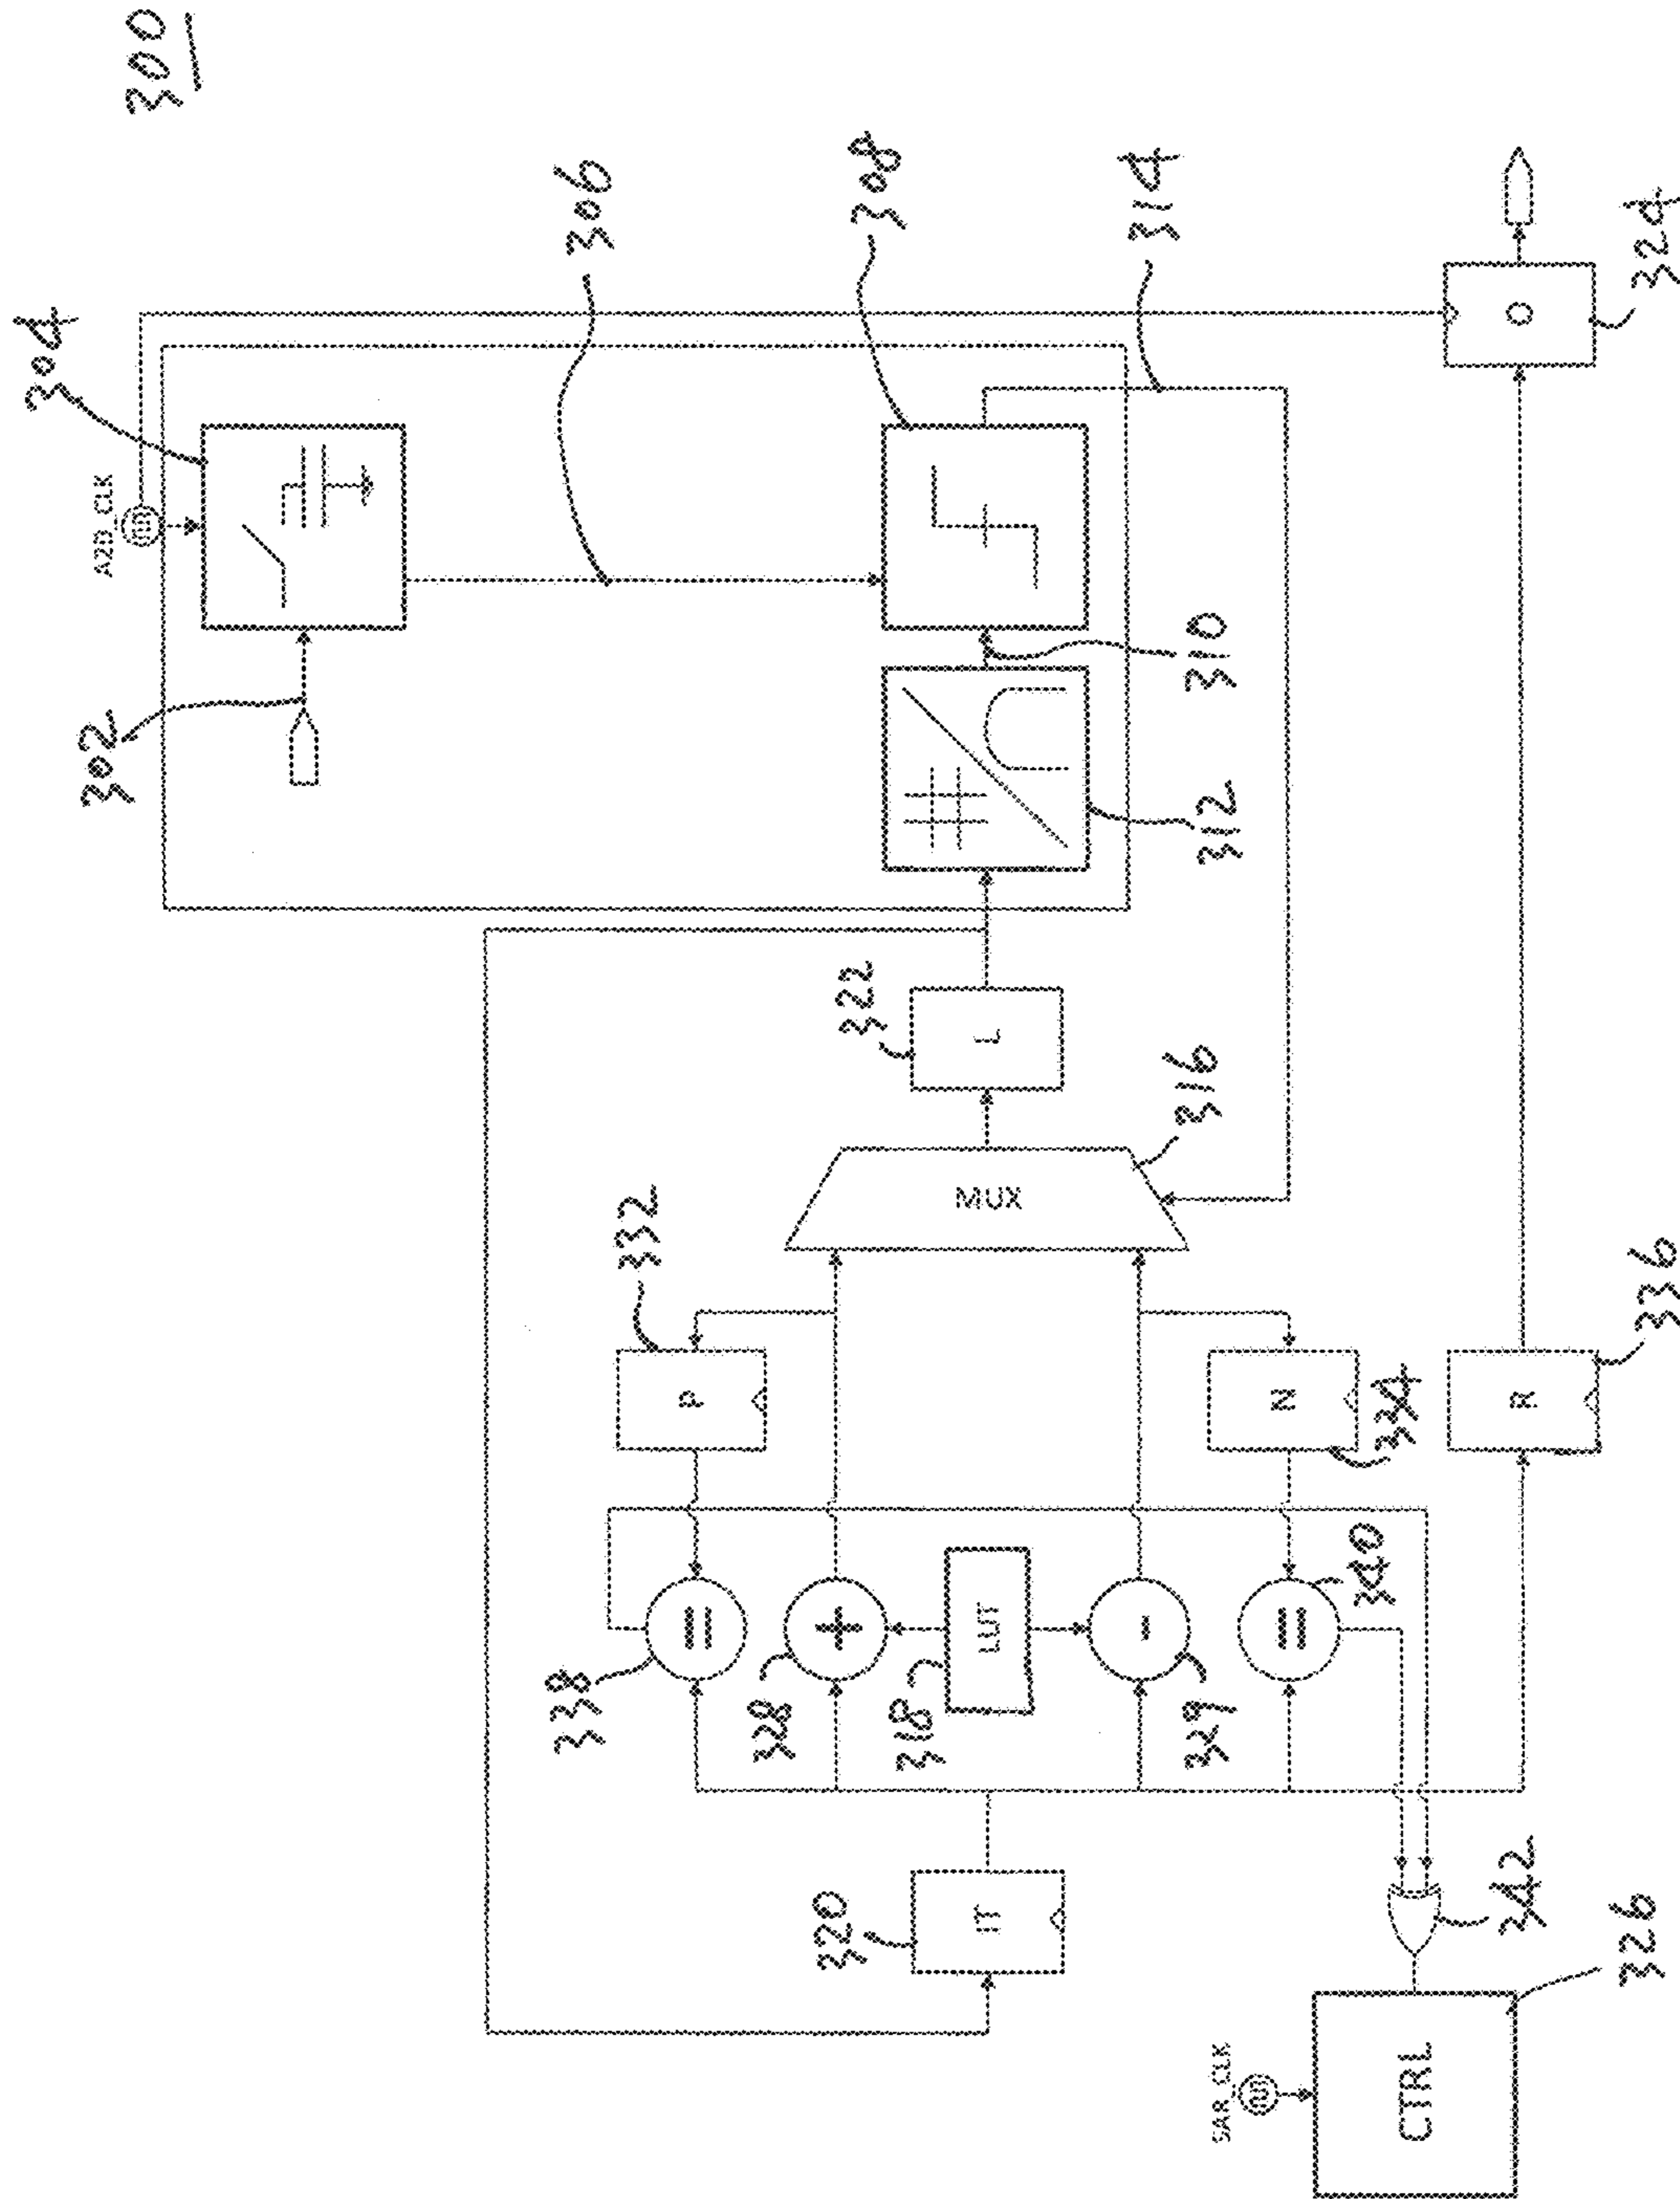 300
304
A2D_CLK
302
306
308
314
310
312
322
L
316
MUX
332
P
N
334
R
336
O
324
338
=
328
+
318
LUT
-
329
=
340
320
IT
342
326
SAR_CLK
CTRL